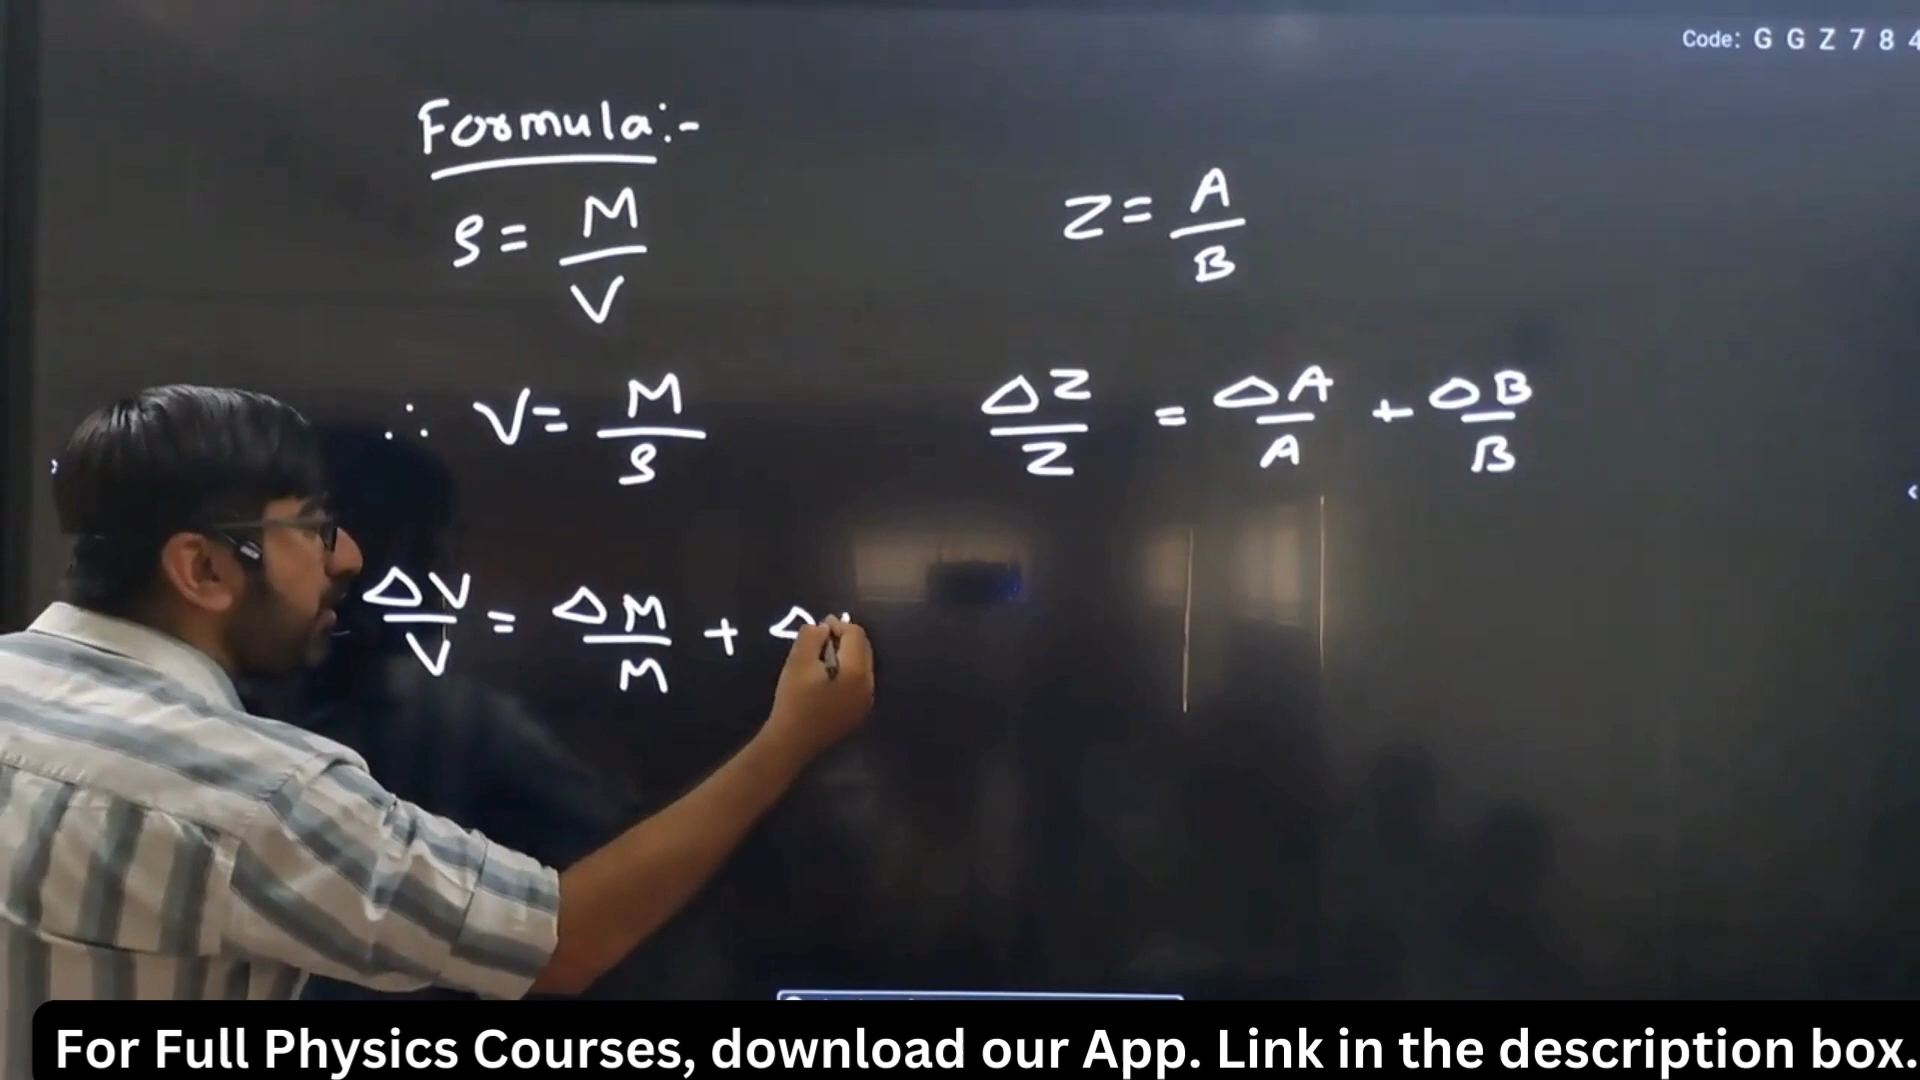 Code: G G Z 7 8 4
Formula:-
ρ = M/V
Z = A/B
∴ V = M/ρ
ΔZ/Z = ΔA/A + ΔB/B
ΔV/V = ΔM/M + Δ
For Full Physics Courses, download our App. Link in the description box.